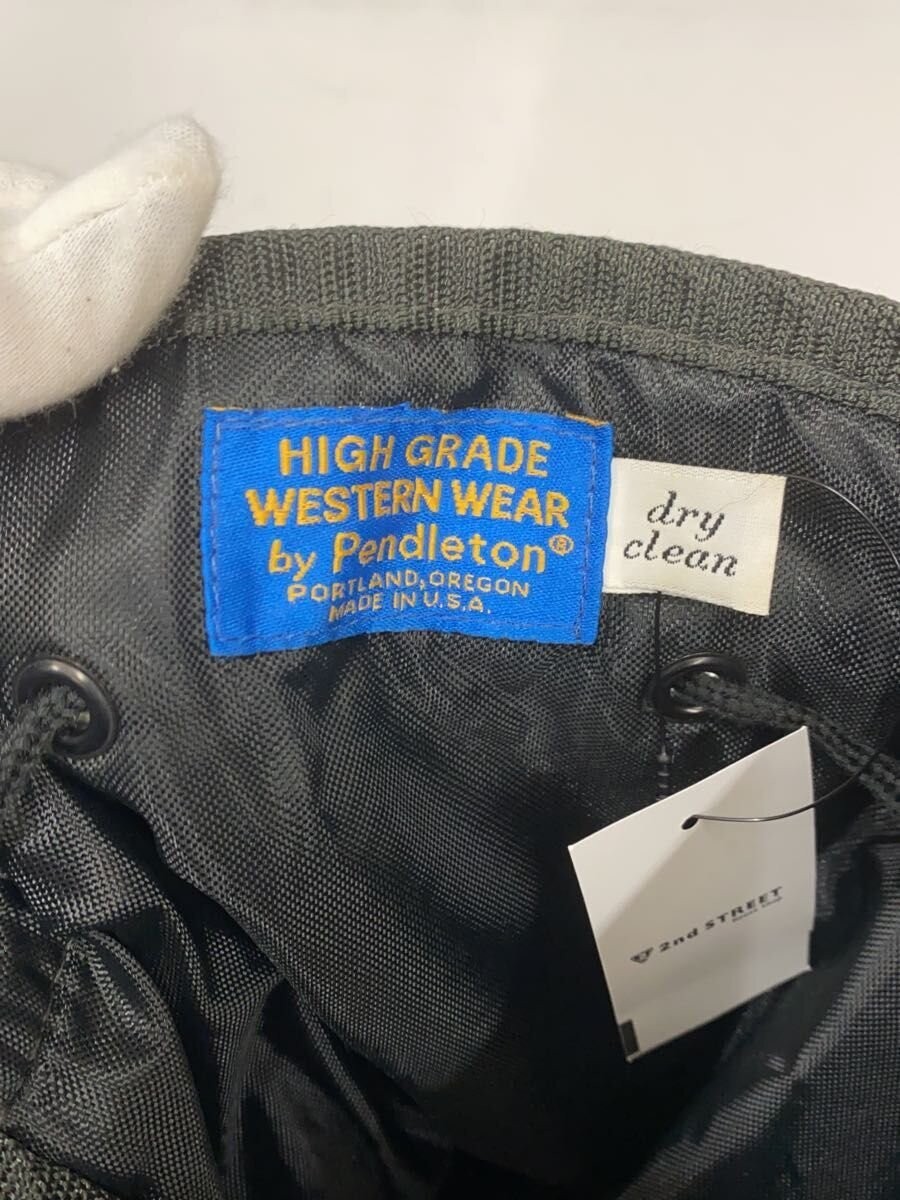 HIGH GRADE
WESTERN WEAR
by Pendleton®
PORTLAND, OREGON
MADE IN U.S.A.
dry
clean
2nd STREET